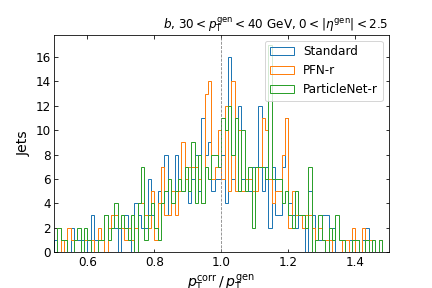 b, 30 < p_T^gen < 40 GeV, 0 < |η^gen| < 2.5
Standard
PFN-r
ParticleNet-r
Jets
16
14
12
10
8
6
4
2
0
0.6 0.8 1.0 1.2 1.4
p_T^corr / p_T^gen